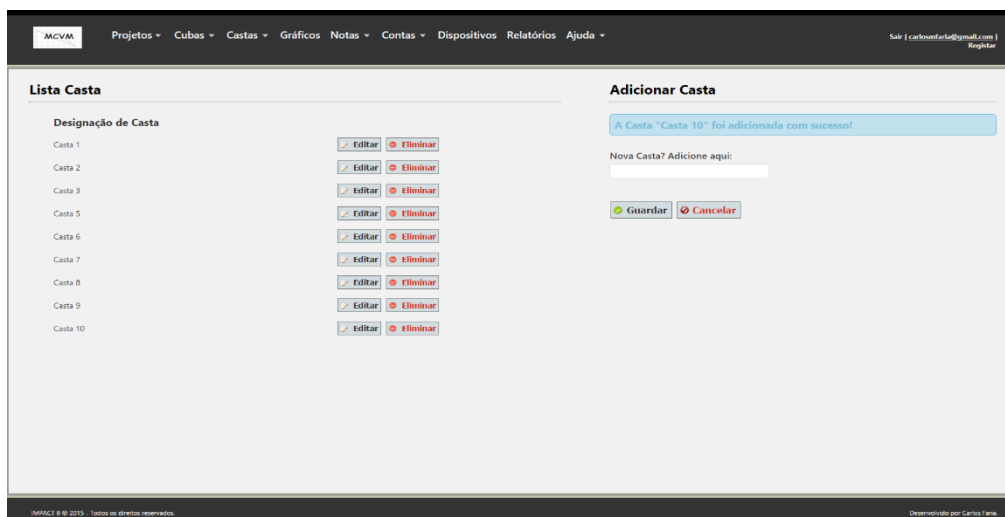 MCVM
Projetos Cubas Castas Gráficos Notas Contas Dispositivos Relatórios Ajuda
Sair [ carlosmfaria@gmail.com ]
Registar
Lista Casta
Designação de Casta
Casta 1 Editar Eliminar
Casta 2 Editar Eliminar
Casta 3 Editar Eliminar
Casta 5 Editar Eliminar
Casta 6 Editar Eliminar
Casta 7 Editar Eliminar
Casta 8 Editar Eliminar
Casta 9 Editar Eliminar
Casta 10 Editar Eliminar
Adicionar Casta
A Casta "Casta 10" foi adicionada com sucesso!
Nova Casta? Adicione aqui:
Guardar Cancelar
IMPACT II © 2015 - Todos os direitos reservados.
Desenvolvido por Carlos Faria.